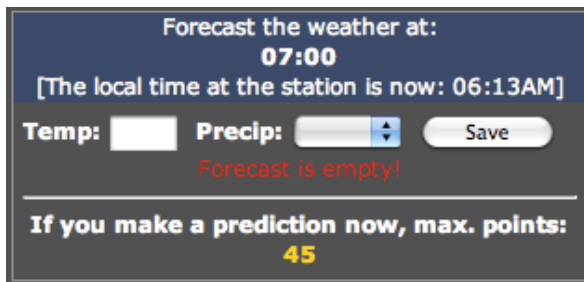 Forecast the weather at:
07:00
[The local time at the station is now: 06:13AM]
Temp: Precip: Save
Forecast is empty!
If you make a prediction now, max. points:
45